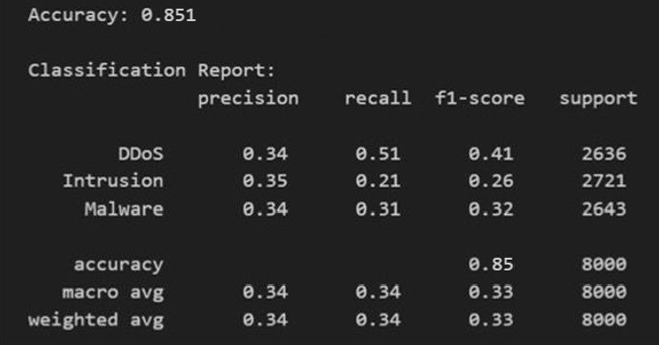 Accuracy: 0.851
Classification Report:
precision recall f1-score support
DDoS 0.34 0.51 0.41 2636
Intrusion 0.35 0.21 0.26 2721
Malware 0.34 0.31 0.32 2643
accuracy 0.85 8000
macro avg 0.34 0.34 0.33 8000
weighted avg 0.34 0.34 0.33 8000